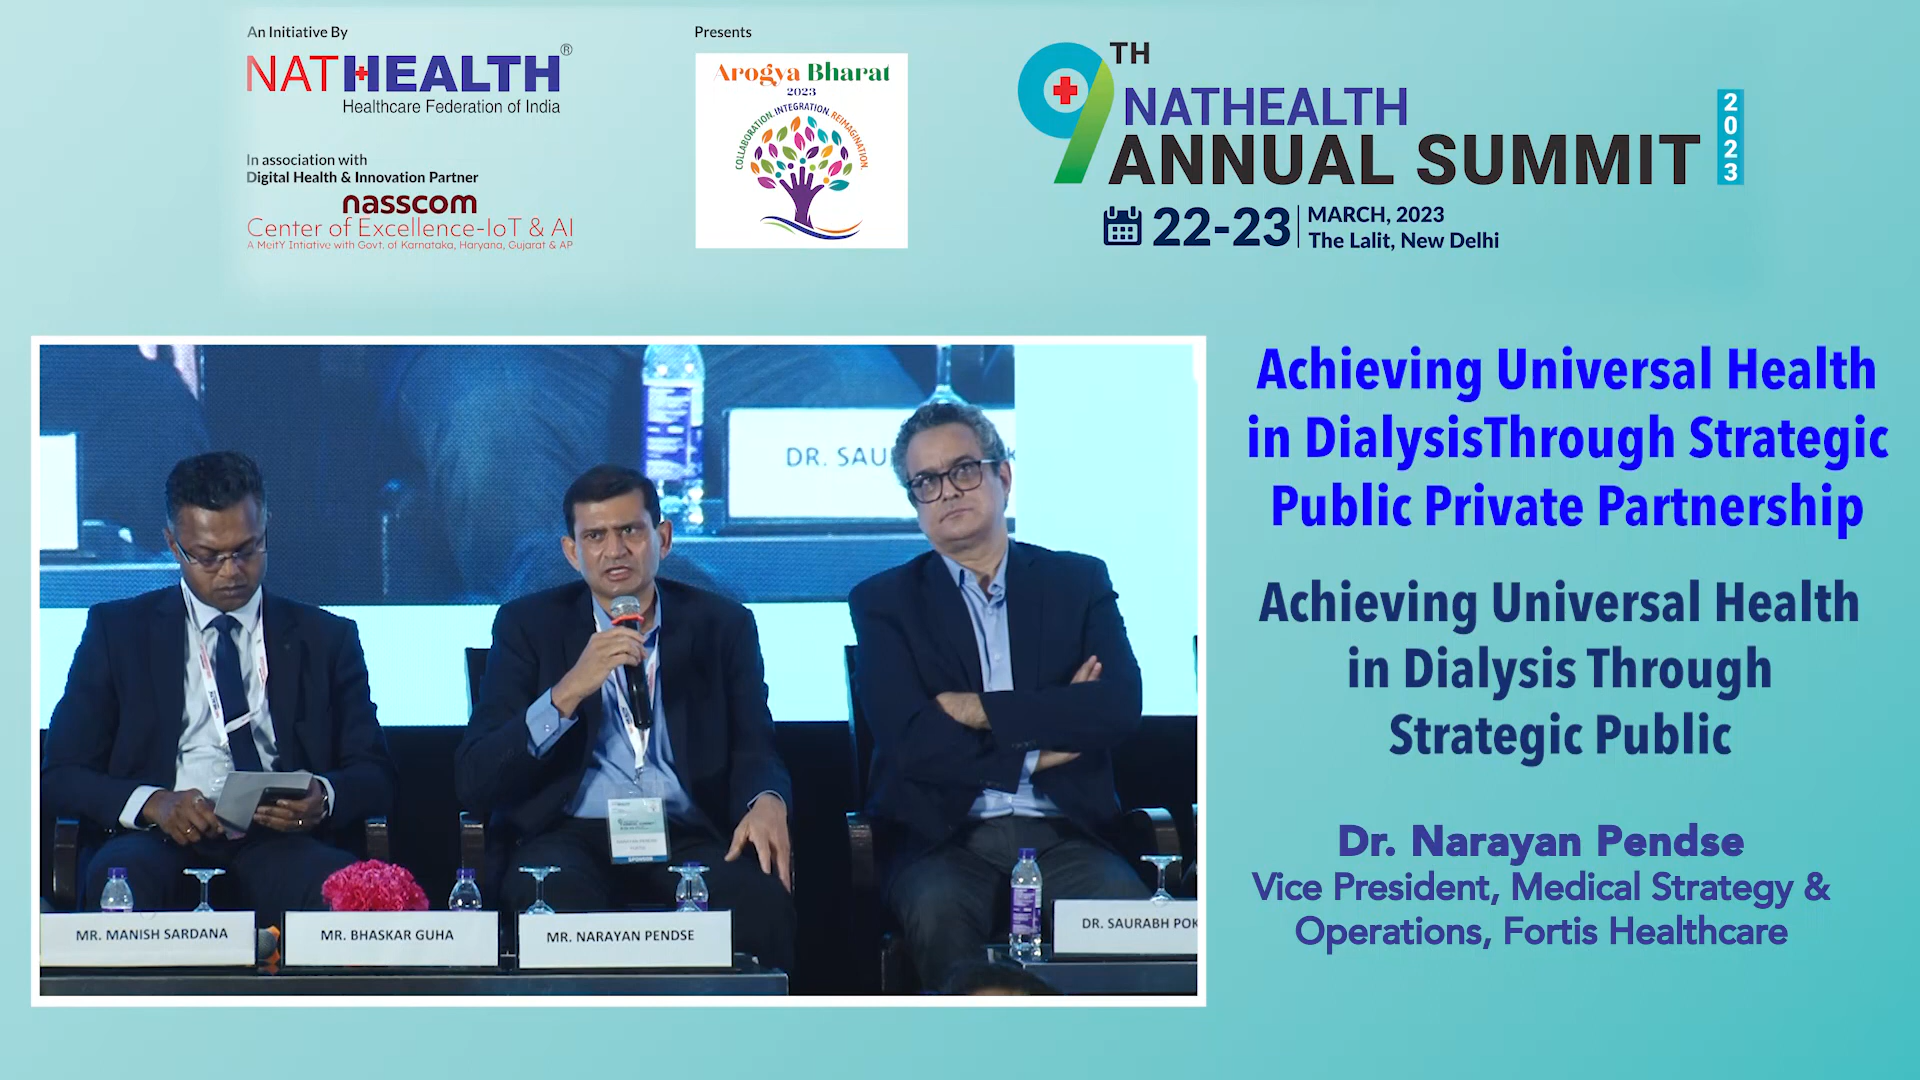 An Initiative By
NATHEALTH®
Healthcare Federation of India
In association with
Digital Health & Innovation Partner
nasscom
Center of Excellence-IoT & AI
A MeitY Intiative with Govt. of Karnataka, Haryana, Gujarat & AP
Presents
Arogya Bharat
2023
COLLABORATION. INTEGRATION. REIMAGINATION.
9TH
NATHEALTH
ANNUAL SUMMIT
2023
22-23
MARCH, 2023
The Lalit, New Delhi
Achieving Universal Health
in DialysisThrough Strategic
Public Private Partnership
Achieving Universal Health
in Dialysis Through
Strategic Public
Dr. Narayan Pendse
Vice President, Medical Strategy &
Operations, Fortis Healthcare
DR. SAU
K
SPONSOR
MR. MANISH SARDANA
MR. BHASKAR GUHA
MR. NARAYAN PENDSE
DR. SAURABH POK